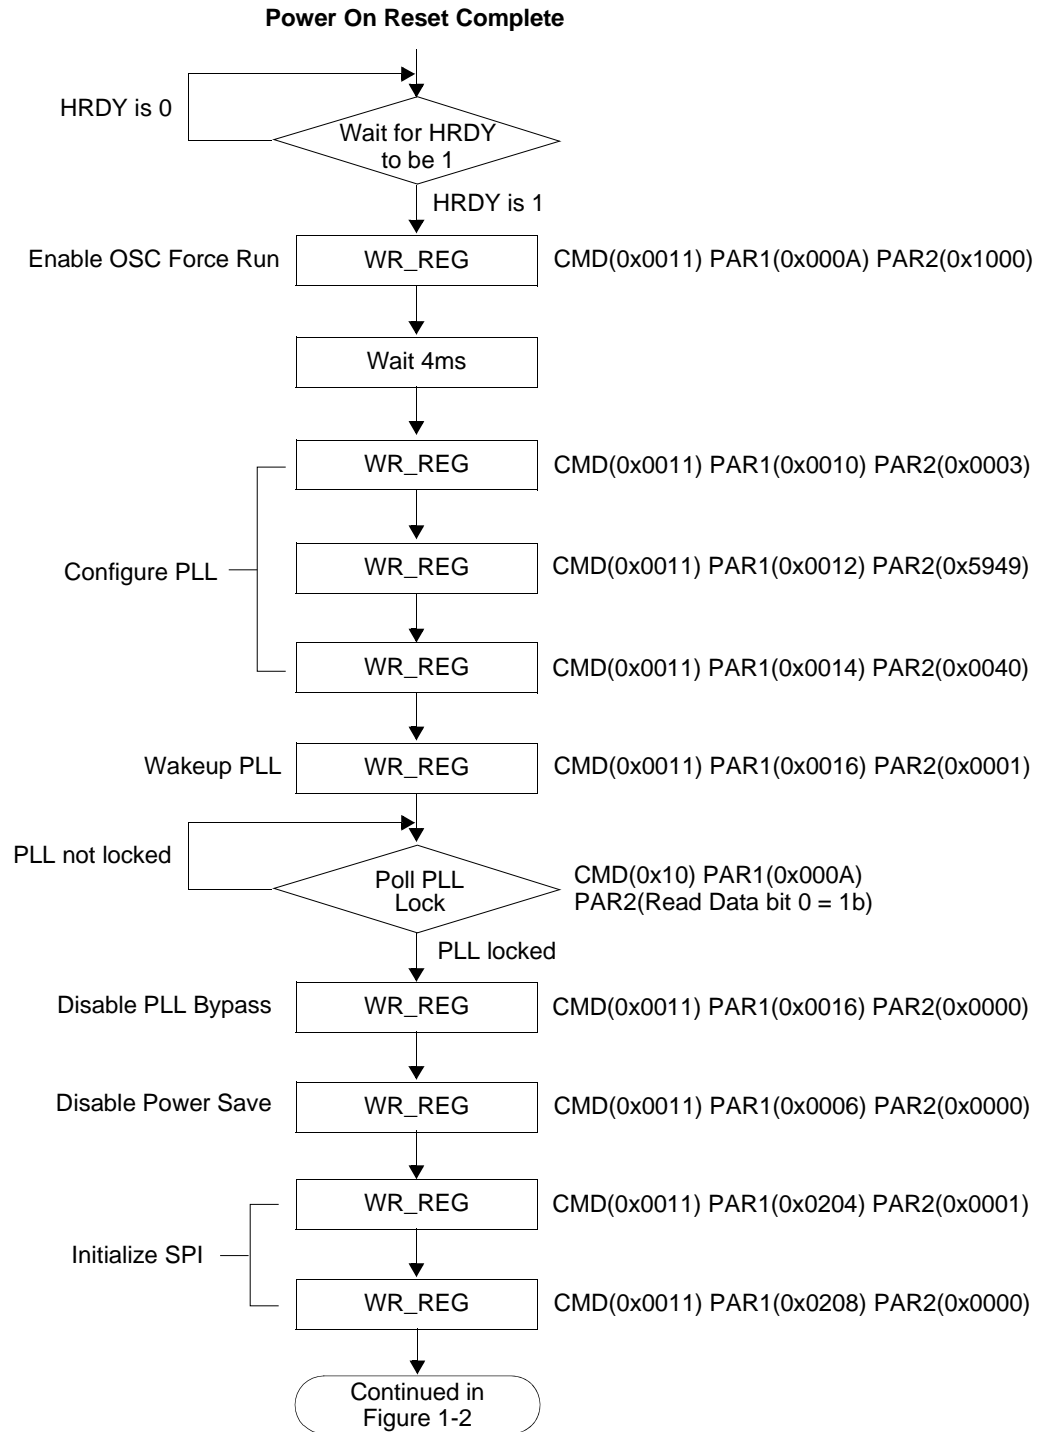 Power On Reset Complete
HRDY is 0
Wait for HRDY
to be 1
HRDY is 1
Enable OSC Force Run
WR_REG
CMD(0x0011) PAR1(0x000A) PAR2(0x1000)
Wait 4ms
WR_REG
CMD(0x0011) PAR1(0x0010) PAR2(0x0003)
Configure PLL
WR_REG
CMD(0x0011) PAR1(0x0012) PAR2(0x5949)
WR_REG
CMD(0x0011) PAR1(0x0014) PAR2(0x0040)
Wakeup PLL
WR_REG
CMD(0x0011) PAR1(0x0016) PAR2(0x0001)
PLL not locked
Poll PLL
Lock
CMD(0x10) PAR1(0x000A)
PAR2(Read Data bit 0 = 1b)
PLL locked
Disable PLL Bypass
WR_REG
CMD(0x0011) PAR1(0x0016) PAR2(0x0000)
Disable Power Save
WR_REG
CMD(0x0011) PAR1(0x0006) PAR2(0x0000)
WR_REG
CMD(0x0011) PAR1(0x0204) PAR2(0x0001)
Initialize SPI
WR_REG
CMD(0x0011) PAR1(0x0208) PAR2(0x0000)
Continued in
Figure 1-2